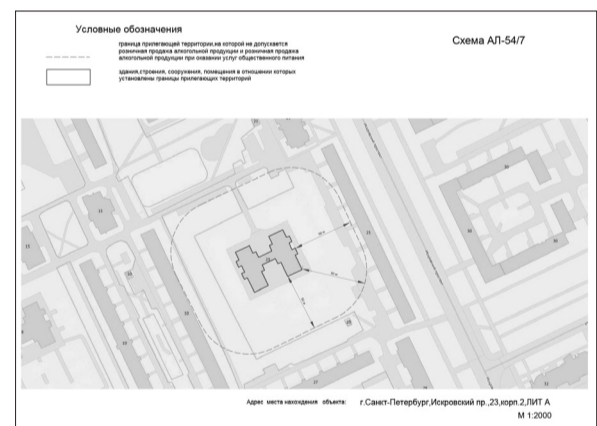 Условные обозначения
Схема АЛ-54/7
граница прилегающей территории,на которой не допускается
розничная продажа алкогольной продукции и розничная продажа
алкогольной продукции при оказании услуг общественного питания
здания,строения, сооружения, помещения в отношении которых
установлены границы прилегающих территорий
Адрес места нахождения объекта: г.Санкт-Петербург,Искровский пр.,23,корп.2,ЛИТ А
М 1:2000